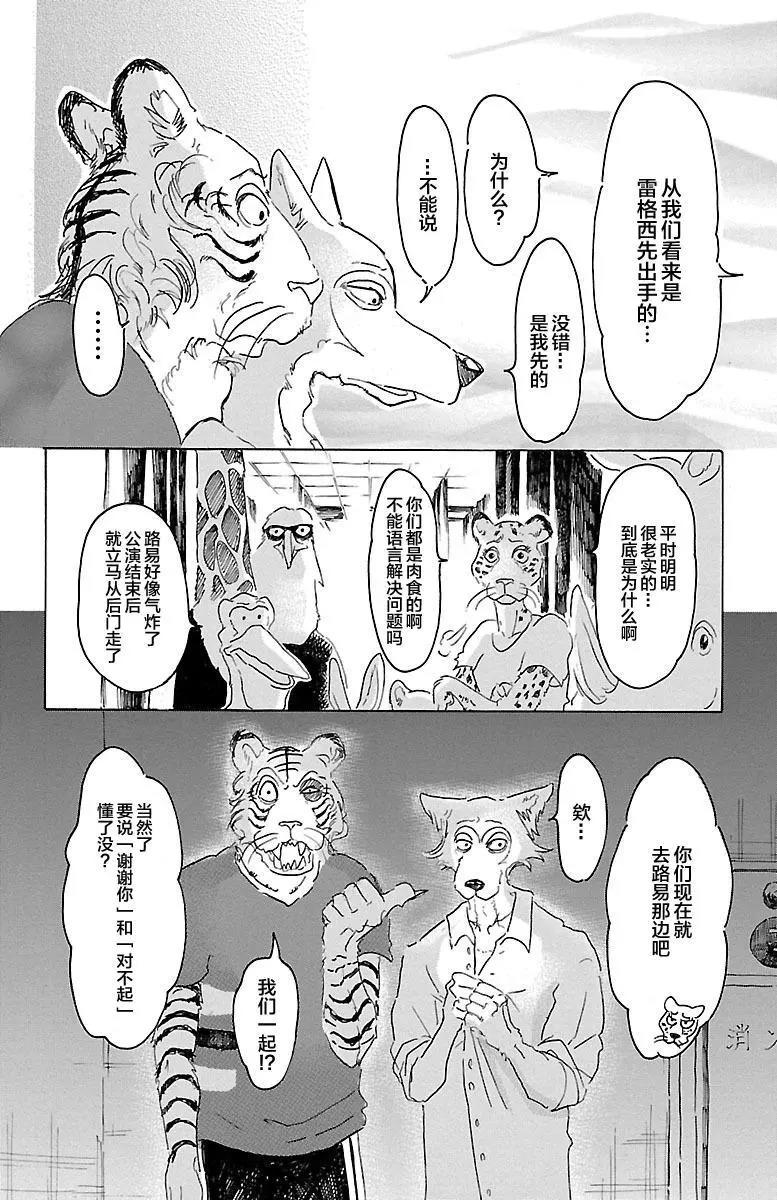 从我们看来是
雷格西先出手的…
为什么？
…不能说
没错…
是我先的
……
平时明明
很老实的…
到底是为什么啊
你们都是肉食的啊
不能语言解决问题吗
路易好像气炸了
公演结束后
就立马从后门走了
你们现在就
去路易那边吧
欸…
我们一起!?
当然了
要说「谢谢你」和「对不起」
懂了没？
消火